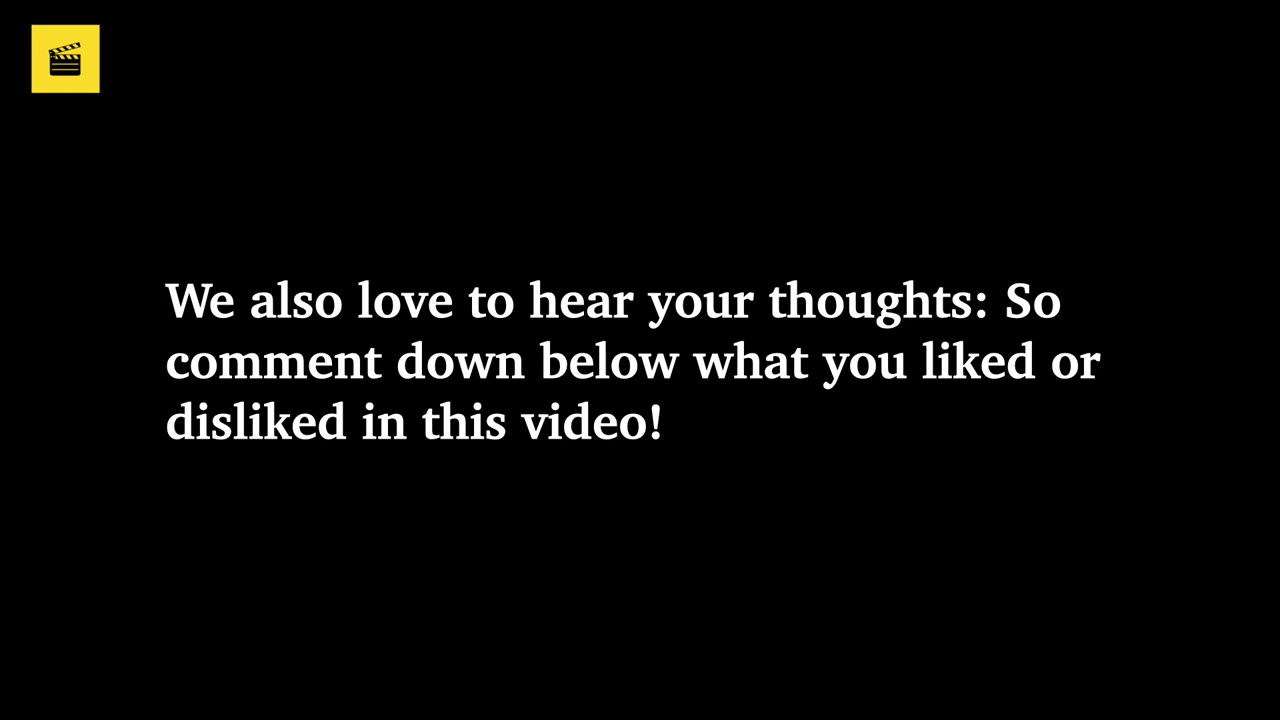 We also love to hear your thoughts: So
comment down below what you liked or
disliked in this video!